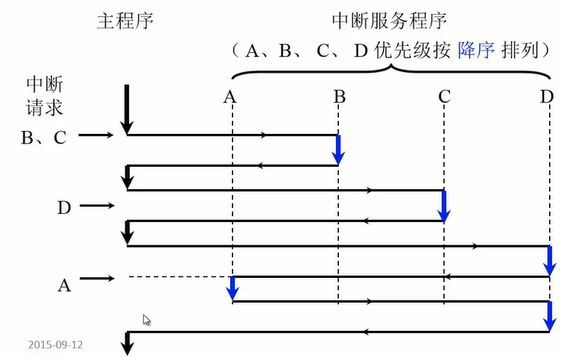 主程序
中断服务程序
（ A、B、 C、 D 优先级按 降序 排列）
中断
请求
A
B
C
D
B、C
D
A
2015-09-12